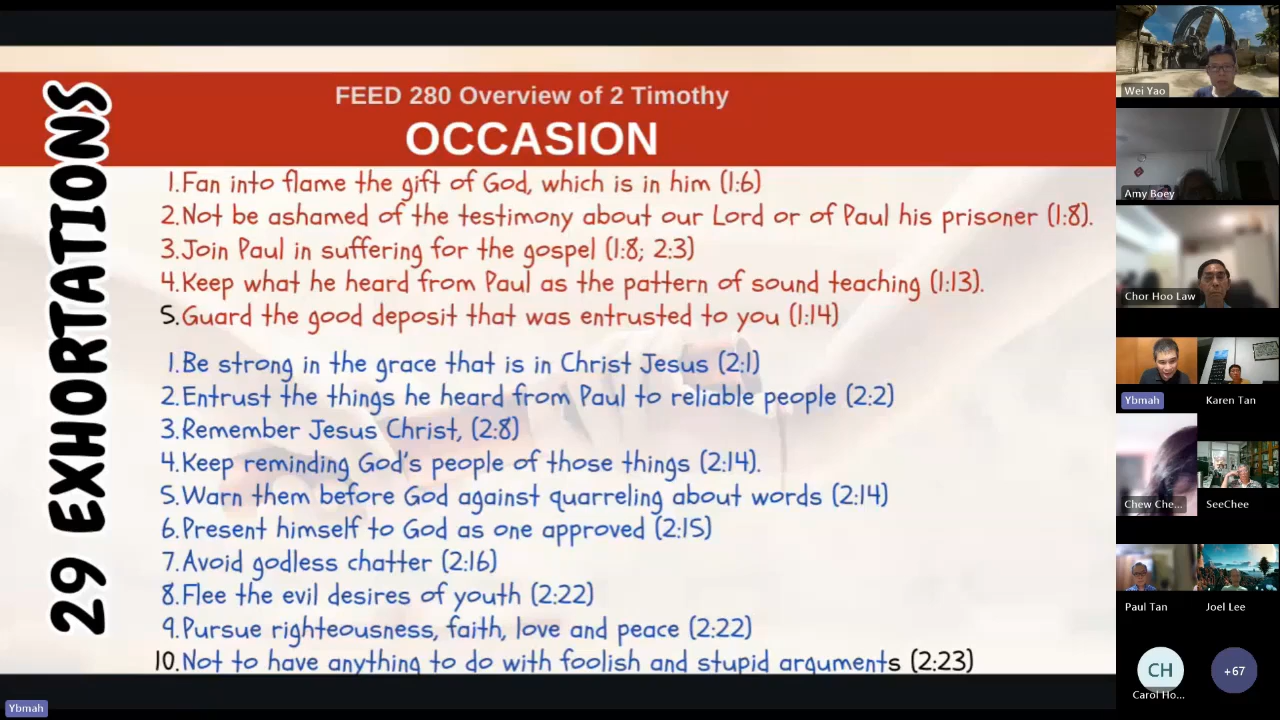 29 EXHORTATIONS
FEED 280 Overview of 2 Timothy
OCCASION
1.Fan into flame the gift of God, which is in him (1:6)
2.Not be ashamed of the testimony about our Lord or of Paul his prisoner (1:8).
3.Join Paul in suffering for the gospel (1:8; 2:3)
4.Keep what he heard from Paul as the pattern of sound teaching (1:13).
5.Guard the good deposit that was entrusted to you (1:14)
1.Be strong in the grace that is in Christ Jesus (2:1)
2.Entrust the things he heard from Paul to reliable people (2:2)
3.Remember Jesus Christ, (2:8)
4.Keep reminding God's people of those things (2:14).
5.Warn them before God against quarreling about words (2:14)
6.Present himself to God as one approved (2:15)
7.Avoid godless chatter (2:16)
8.Flee the evil desires of youth (2:22)
9.Pursue righteousness, faith, love and peace (2:22)
10.Not to have anything to do with foolish and stupid arguments (2:23)
Ybmah
Wei Yao
Amy Boey
Chor Hoo Law
Ybmah
Karen Tan
Chew Che...
SeeChee
Paul Tan
Joel Lee
CH
Carol Ho...
+67